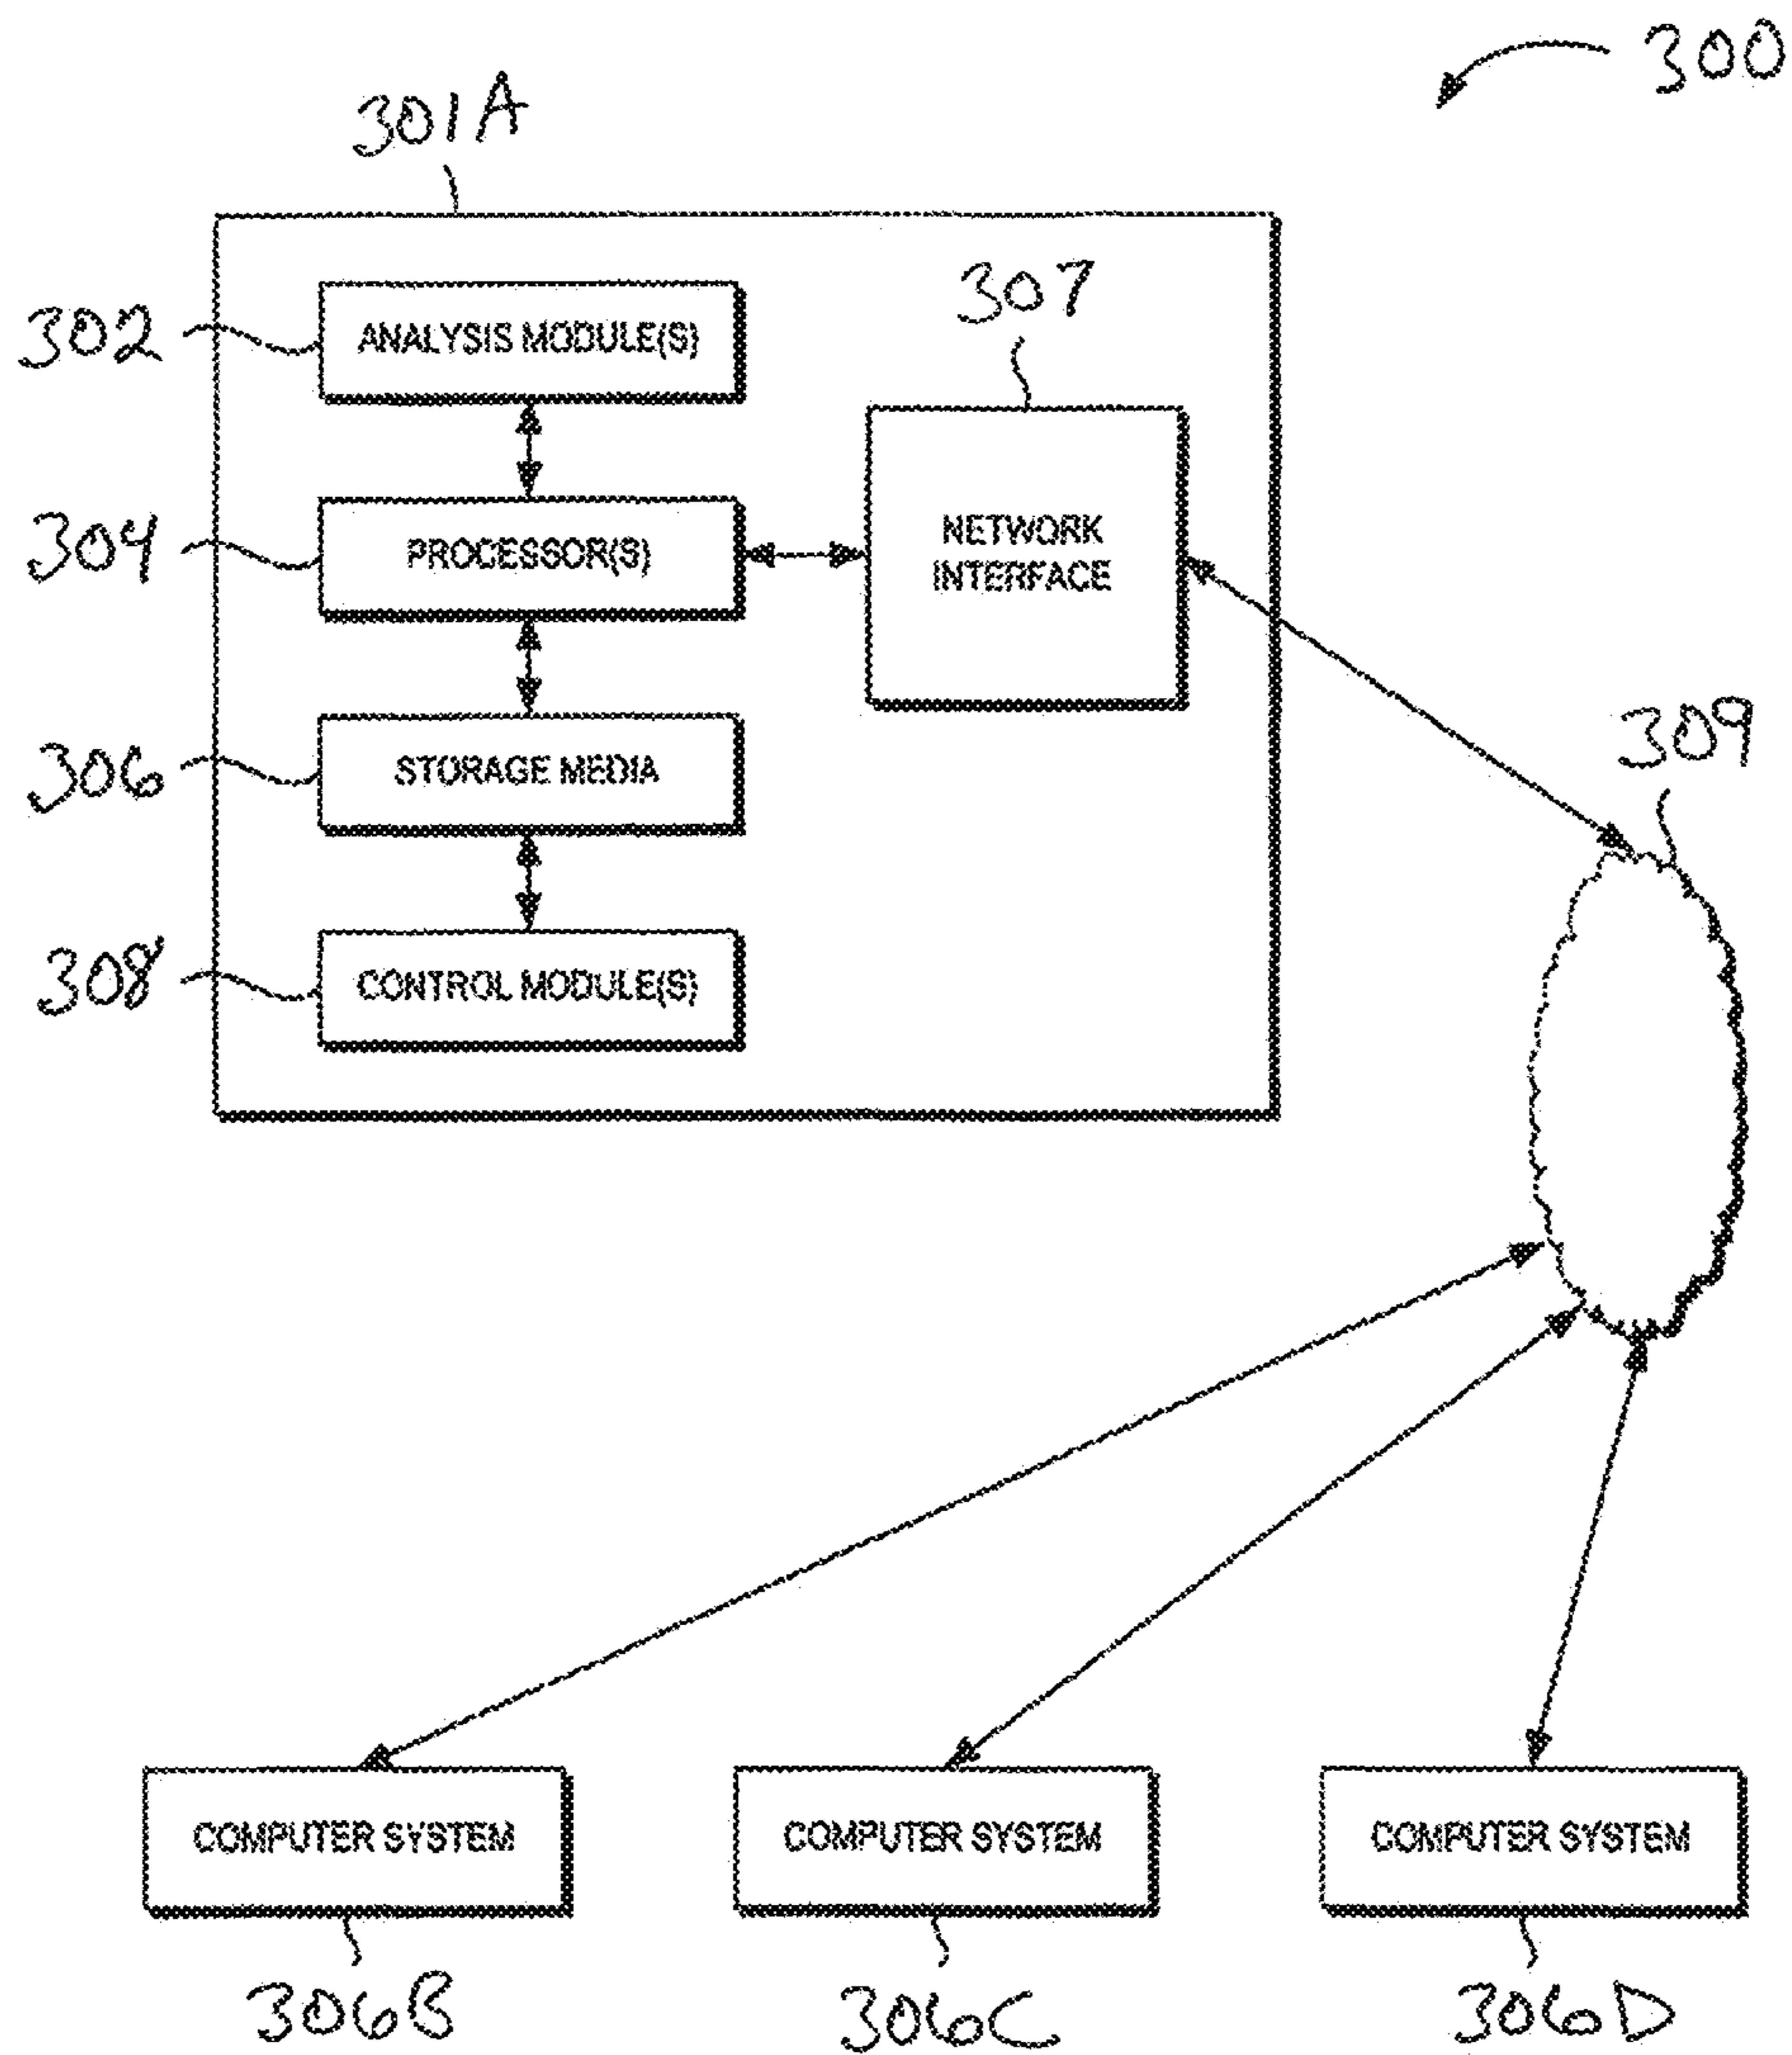 300
301A
307
302
ANALYSIS MODULE(S)
304
PROCESSOR(S)
NETWORK
INTERFACE
306
STORAGE MEDIA
309
308
CONTROL MODULE(S)
COMPUTER SYSTEM
COMPUTER SYSTEM
COMPUTER SYSTEM
306B
306C
306D